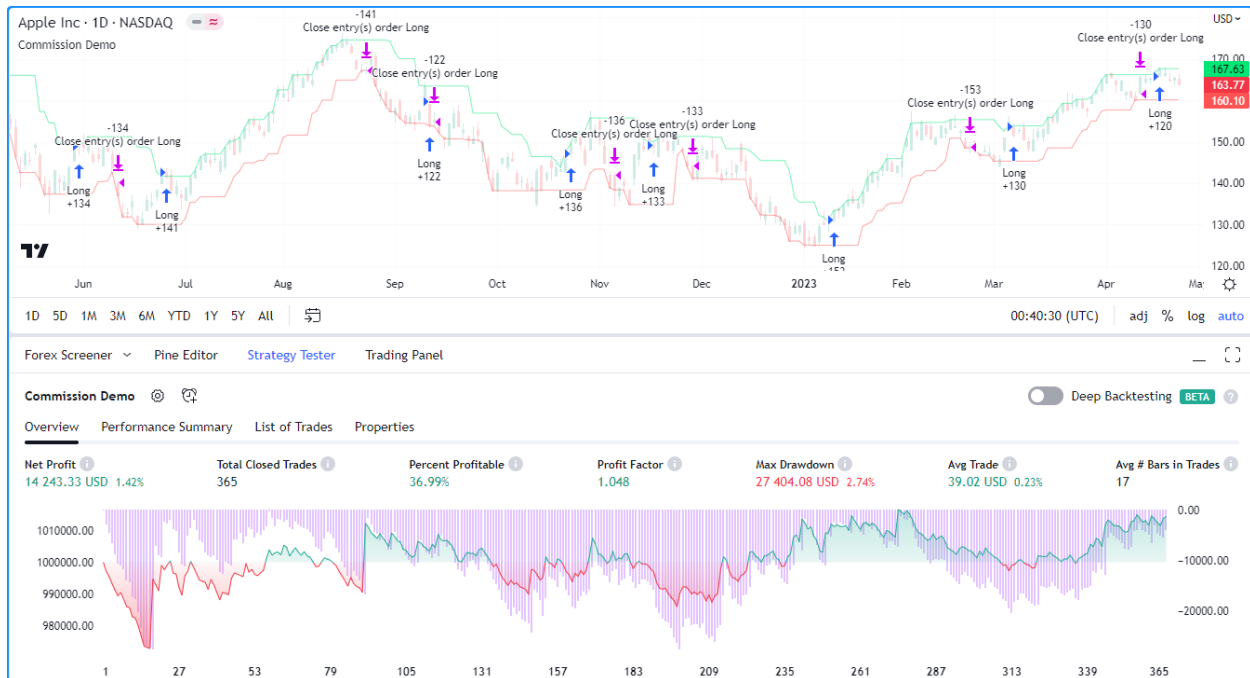 Apple Inc · 1D · NASDAQ
Commission Demo
USD
-141
Close entry(s) order Long
-122
Close entry(s) order Long
-134
Close entry(s) order Long
-136
Close entry(s) order Long
-133
Close entry(s) order Long
-153
Close entry(s) order Long
-130
Close entry(s) order Long
Long
+134
Long
+141
Long
+122
Long
+136
Long
+133
Long
Long
+130
Long
+120
170.00
167.63
163.77
160.10
150.00
140.00
130.00
120.00
Jun Jul Aug Sep Oct Nov Dec 2023 Feb Mar Apr
1D 5D 1M 3M 6M YTD 1Y 5Y All 00:40:30 (UTC) adj % log auto
Forex Screener Pine Editor Strategy Tester Trading Panel
Commission Demo Deep Backtesting BETA
Overview Performance Summary List of Trades Properties
Net Profit Total Closed Trades Percent Profitable Profit Factor Max Drawdown Avg Trade Avg # Bars in Trades
14 243.33 USD 1.42% 365 36.99% 1.048 27 404.08 USD 2.74% 39.02 USD 0.23% 17
1010000.00
1000000.00
990000.00
980000.00
0.00
−10000.00
−20000.00
1 27 53 79 105 131 157 183 209 235 261 287 313 339 365